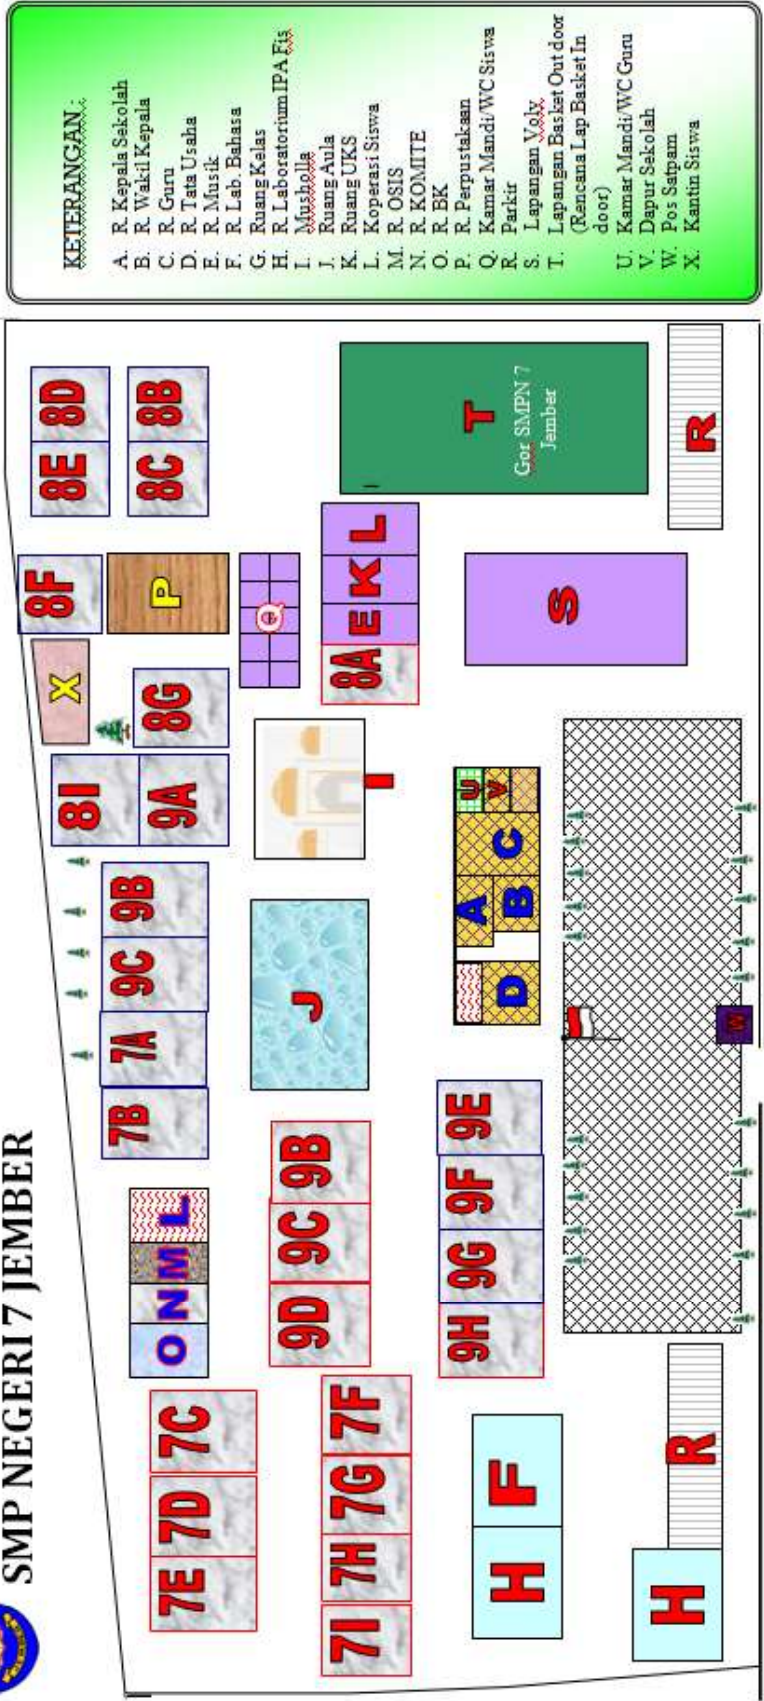 SMP NEGERI 7 JEMBER
8I
X
8F
8E 8D
7E 7D 7C
O N M L
7B 7A 9C 9B
9A
8G
P
8C 8B
9D 9C 9B
J
I
Q
7I 7H 7G 7F
8A E K L
9H 9G 9F 9E
D
A
B
C
U
V
H F
S
T
Gor SMPN 7
Jember
H
R
W
R
KETERANGAN :
A. R. Kepala Sekolah
B. R. Wakil Kepala
C. R. Guru
D. R. Tata Usaha
E. R. Musik
F. R. Lab. Bahasa
G. Ruang Kelas
H. R. Laboratorium IPA Fis
I. Musholla
J. Ruang Aula
K. Ruang UKS
L. Koperasi Siswa
M. R. OSIS
N. R. KOMITE
O. R. BK
P. R. Perpustakaan
Q. Kamar Mandi/WC Siswa
R. Parkir
S. Lapangan Voly
T. Lapangan Basket Out door
(Rencana Lap Basket In
door)
U. Kamar Mandi/WC Guru
V. Dapur Sekolah
W. Pos Satpam
X. Kantin Siswa